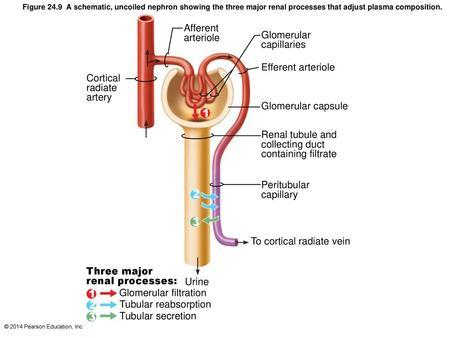 Figure 24.9 A schematic, uncoiled nephron showing the three major renal processes that adjust plasma composition.
Afferent
arteriole
Glomerular
capillaries
Efferent arteriole
Cortical
radiate
artery
Glomerular capsule
1
Renal tubule and
collecting duct
containing filtrate
Peritubular
capillary
2
3
To cortical radiate vein
Three major
renal processes:
Urine
1 Glomerular filtration
2 Tubular reabsorption
3 Tubular secretion
© 2014 Pearson Education, Inc.